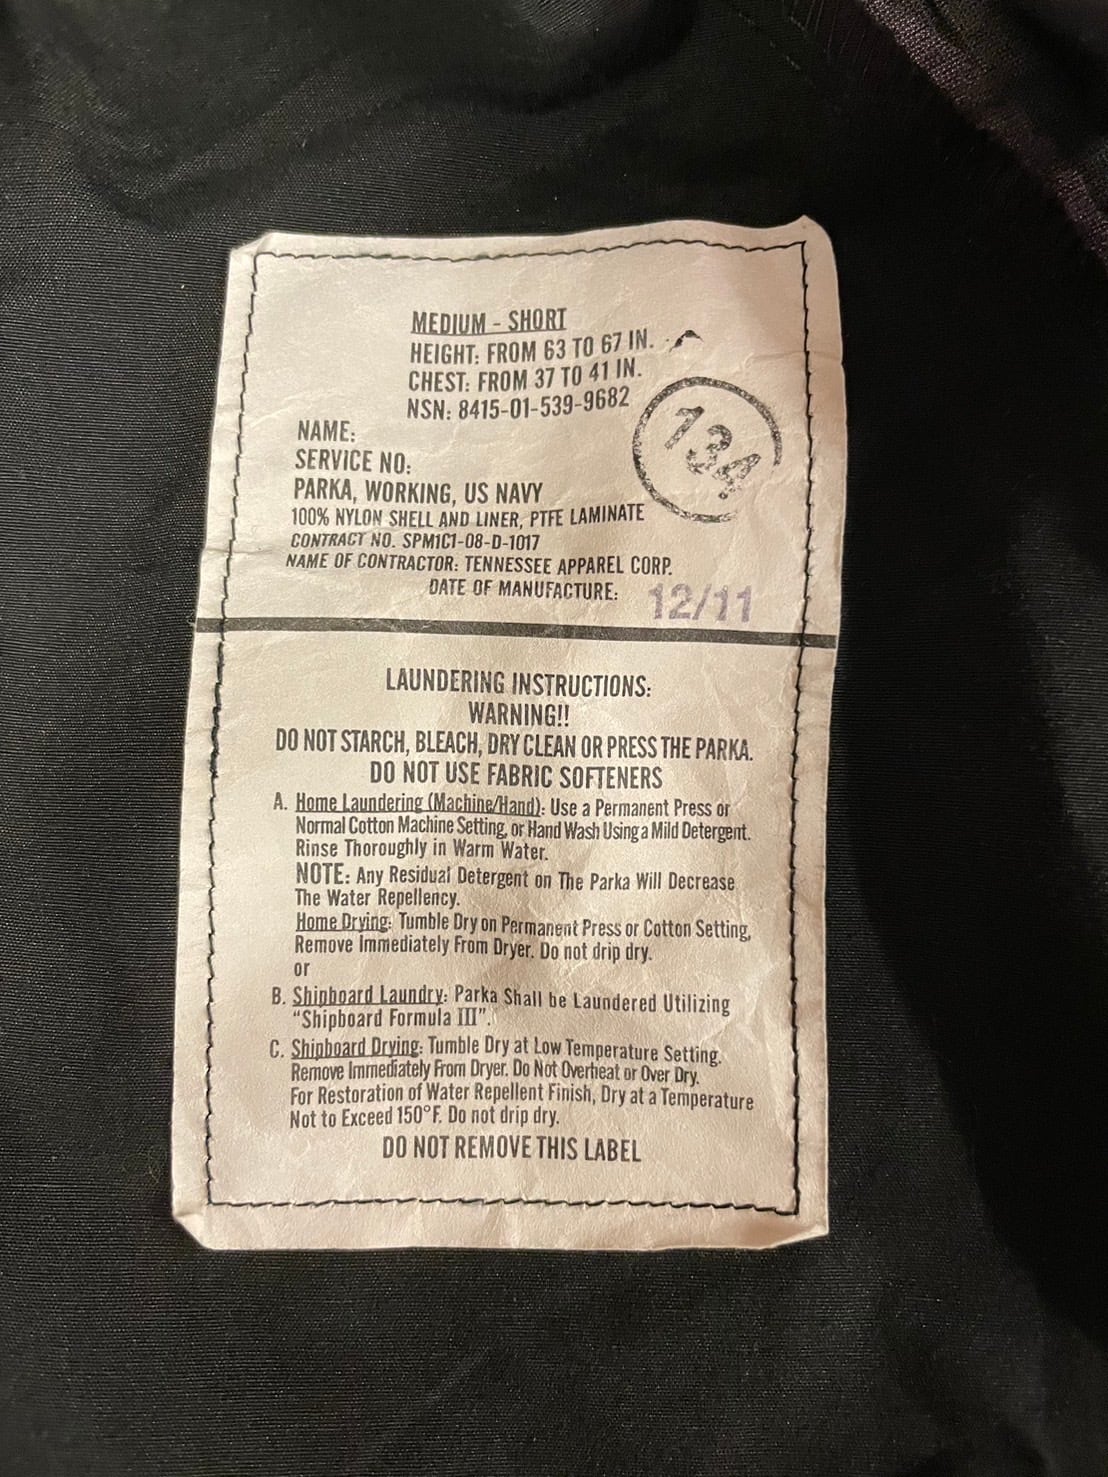 MEDIUM - SHORT
HEIGHT: FROM 63 TO 67 IN.
CHEST: FROM 37 TO 41 IN.
NSN: 8415-01-539-9682
134
NAME:
SERVICE NO:
PARKA, WORKING, US NAVY
100% NYLON SHELL AND LINER, PTFE LAMINATE
CONTRACT NO. SPM1C1-08-D-1017
NAME OF CONTRACTOR: TENNESSEE APPAREL CORP.
DATE OF MANUFACTURE: 12/11
LAUNDERING INSTRUCTIONS:
WARNING!!
DO NOT STARCH, BLEACH, DRY CLEAN OR PRESS THE PARKA.
DO NOT USE FABRIC SOFTENERS
A. Home Laundering (Machine/Hand): Use a Permanent Press or
Normal Cotton Machine Setting, or Hand Wash Using a Mild Detergent.
Rinse Thoroughly in Warm Water.
NOTE: Any Residual Detergent on The Parka Will Decrease
The Water Repellency.
Home Drying: Tumble Dry on Permanent Press or Cotton Setting,
Remove Immediately From Dryer. Do not drip dry.
or
B. Shipboard Laundry: Parka Shall be Laundered Utilizing
"Shipboard Formula III".
C. Shipboard Drying: Tumble Dry at Low Temperature Setting.
Remove Immediately From Dryer. Do Not Overheat or Over Dry.
For Restoration of Water Repellent Finish, Dry at a Temperature
Not to Exceed 150°F. Do not drip dry.
DO NOT REMOVE THIS LABEL